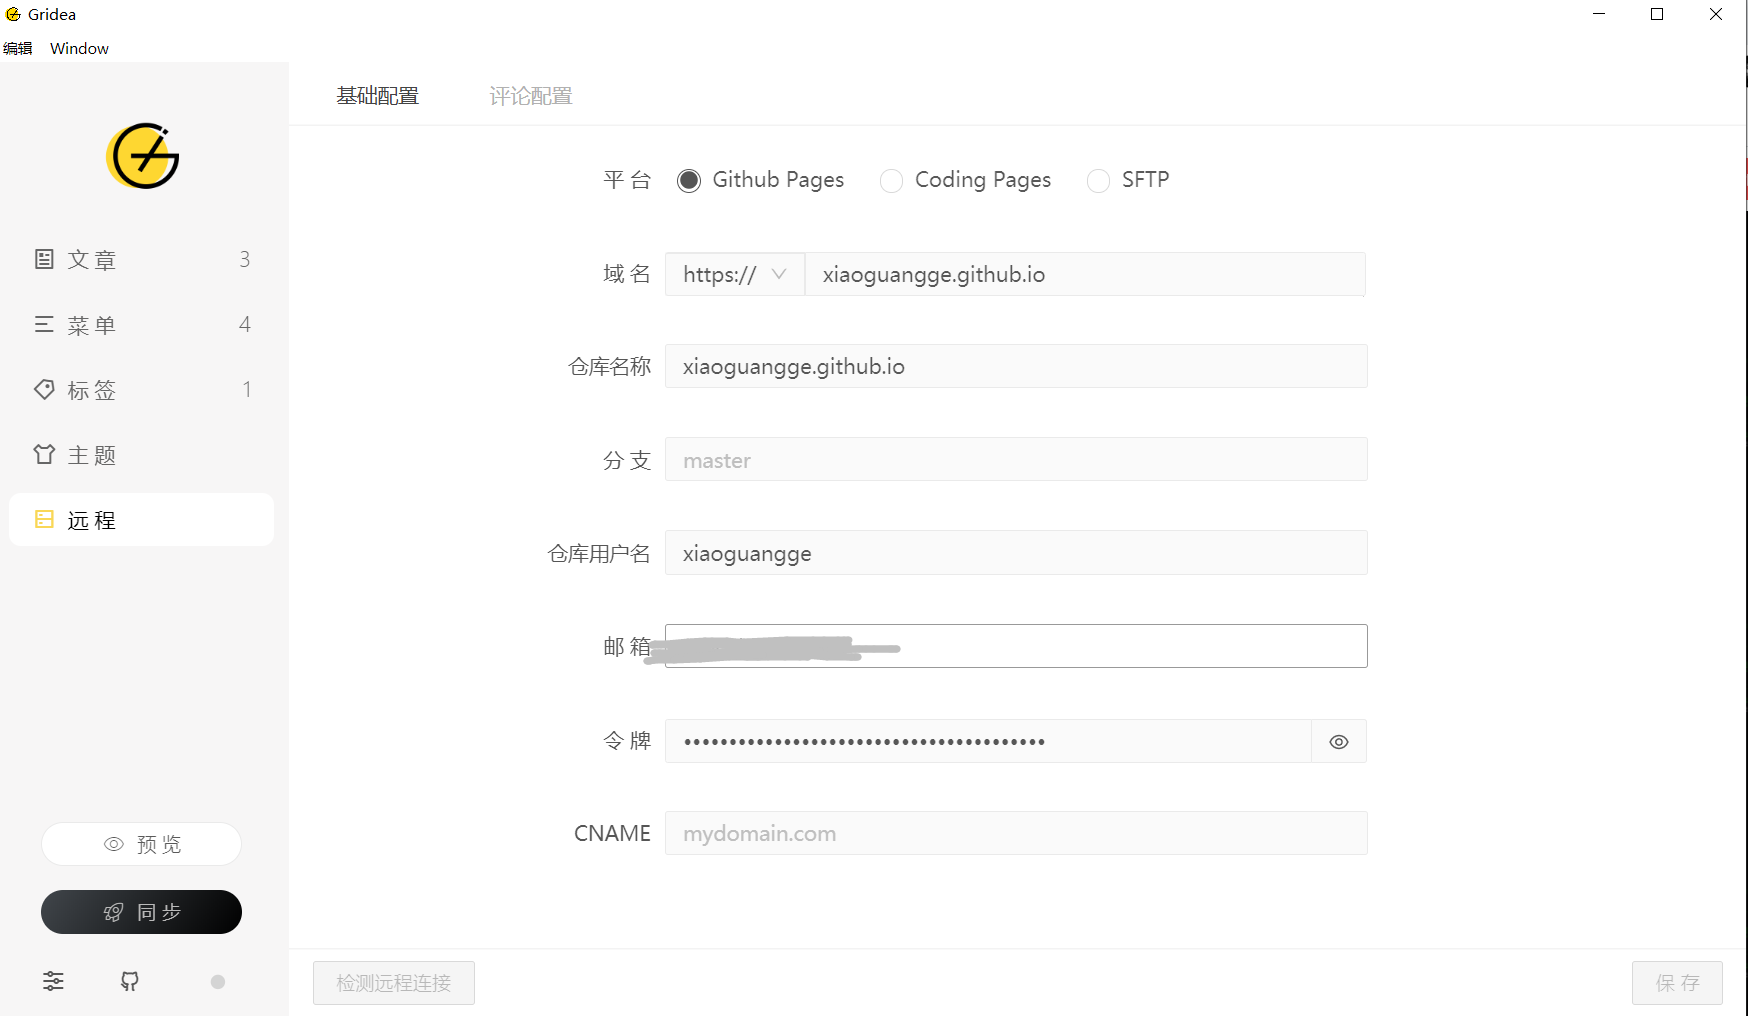 Gridea
编辑 Window
基础配置 评论配置
平 台 Github Pages Coding Pages SFTP
文 章 3
域 名 https:// xiaoguangge.github.io
菜 单 4
仓库名称 xiaoguangge.github.io
标 签 1
分 支 master
主 题
远 程
仓库用户名 xiaoguangge
邮 箱
令 牌 ••••••••••••••••••••••••••••••••••••••••
CNAME mydomain.com
预 览
同 步
检测远程连接 保 存